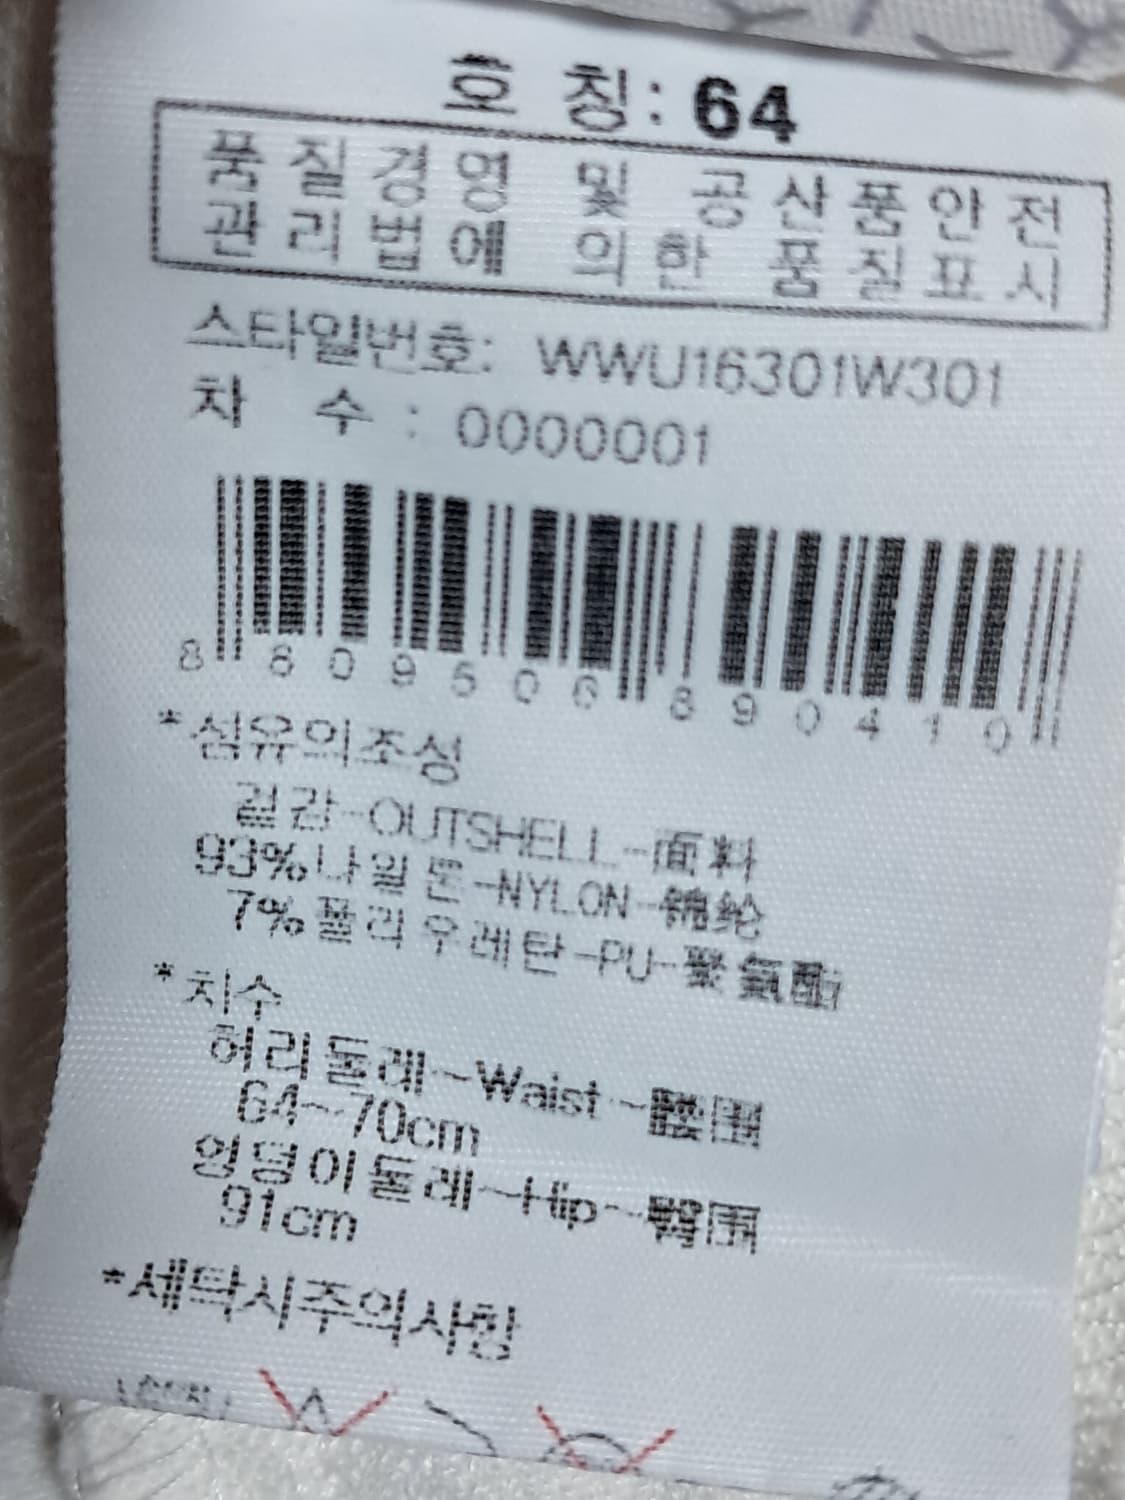 호 칭: 64
품질경영 및 공산품안전
관리법에 의한 품질표시
스타일번호: WWU16301W301
차 수 : 0000001
8 809506 890410
*섬유의조성
겉감-OUTSHELL-面料
93%나일론-NYLON-锦纶
7%폴리우레탄-PU-聚氨酯
*치수
허리둘레-Waist-腰围
64~70cm
엉덩이둘레-Hip-臀围
91cm
*세탁시주의사항